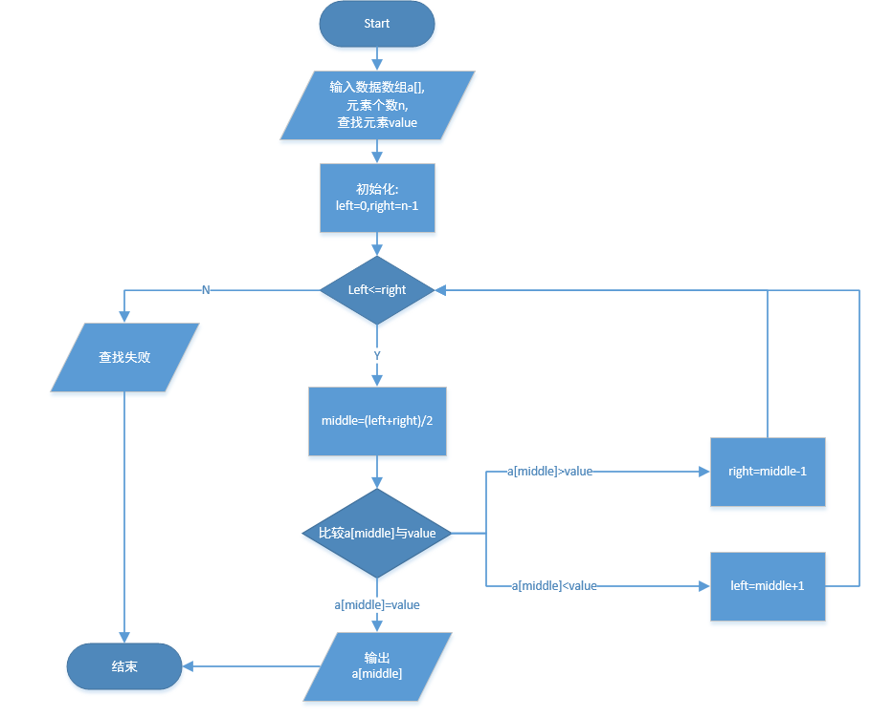 Start
输入数据数组a[],
元素个数n,
查找元素value
初始化:
left=0,right=n-1
Left<=right
N
Y
查找失败
middle=(left+right)/2
a[middle]>value
right=middle-1
比较a[middle]与value
a[middle]<value
left=middle+1
a[middle]=value
输出
a[middle]
结束